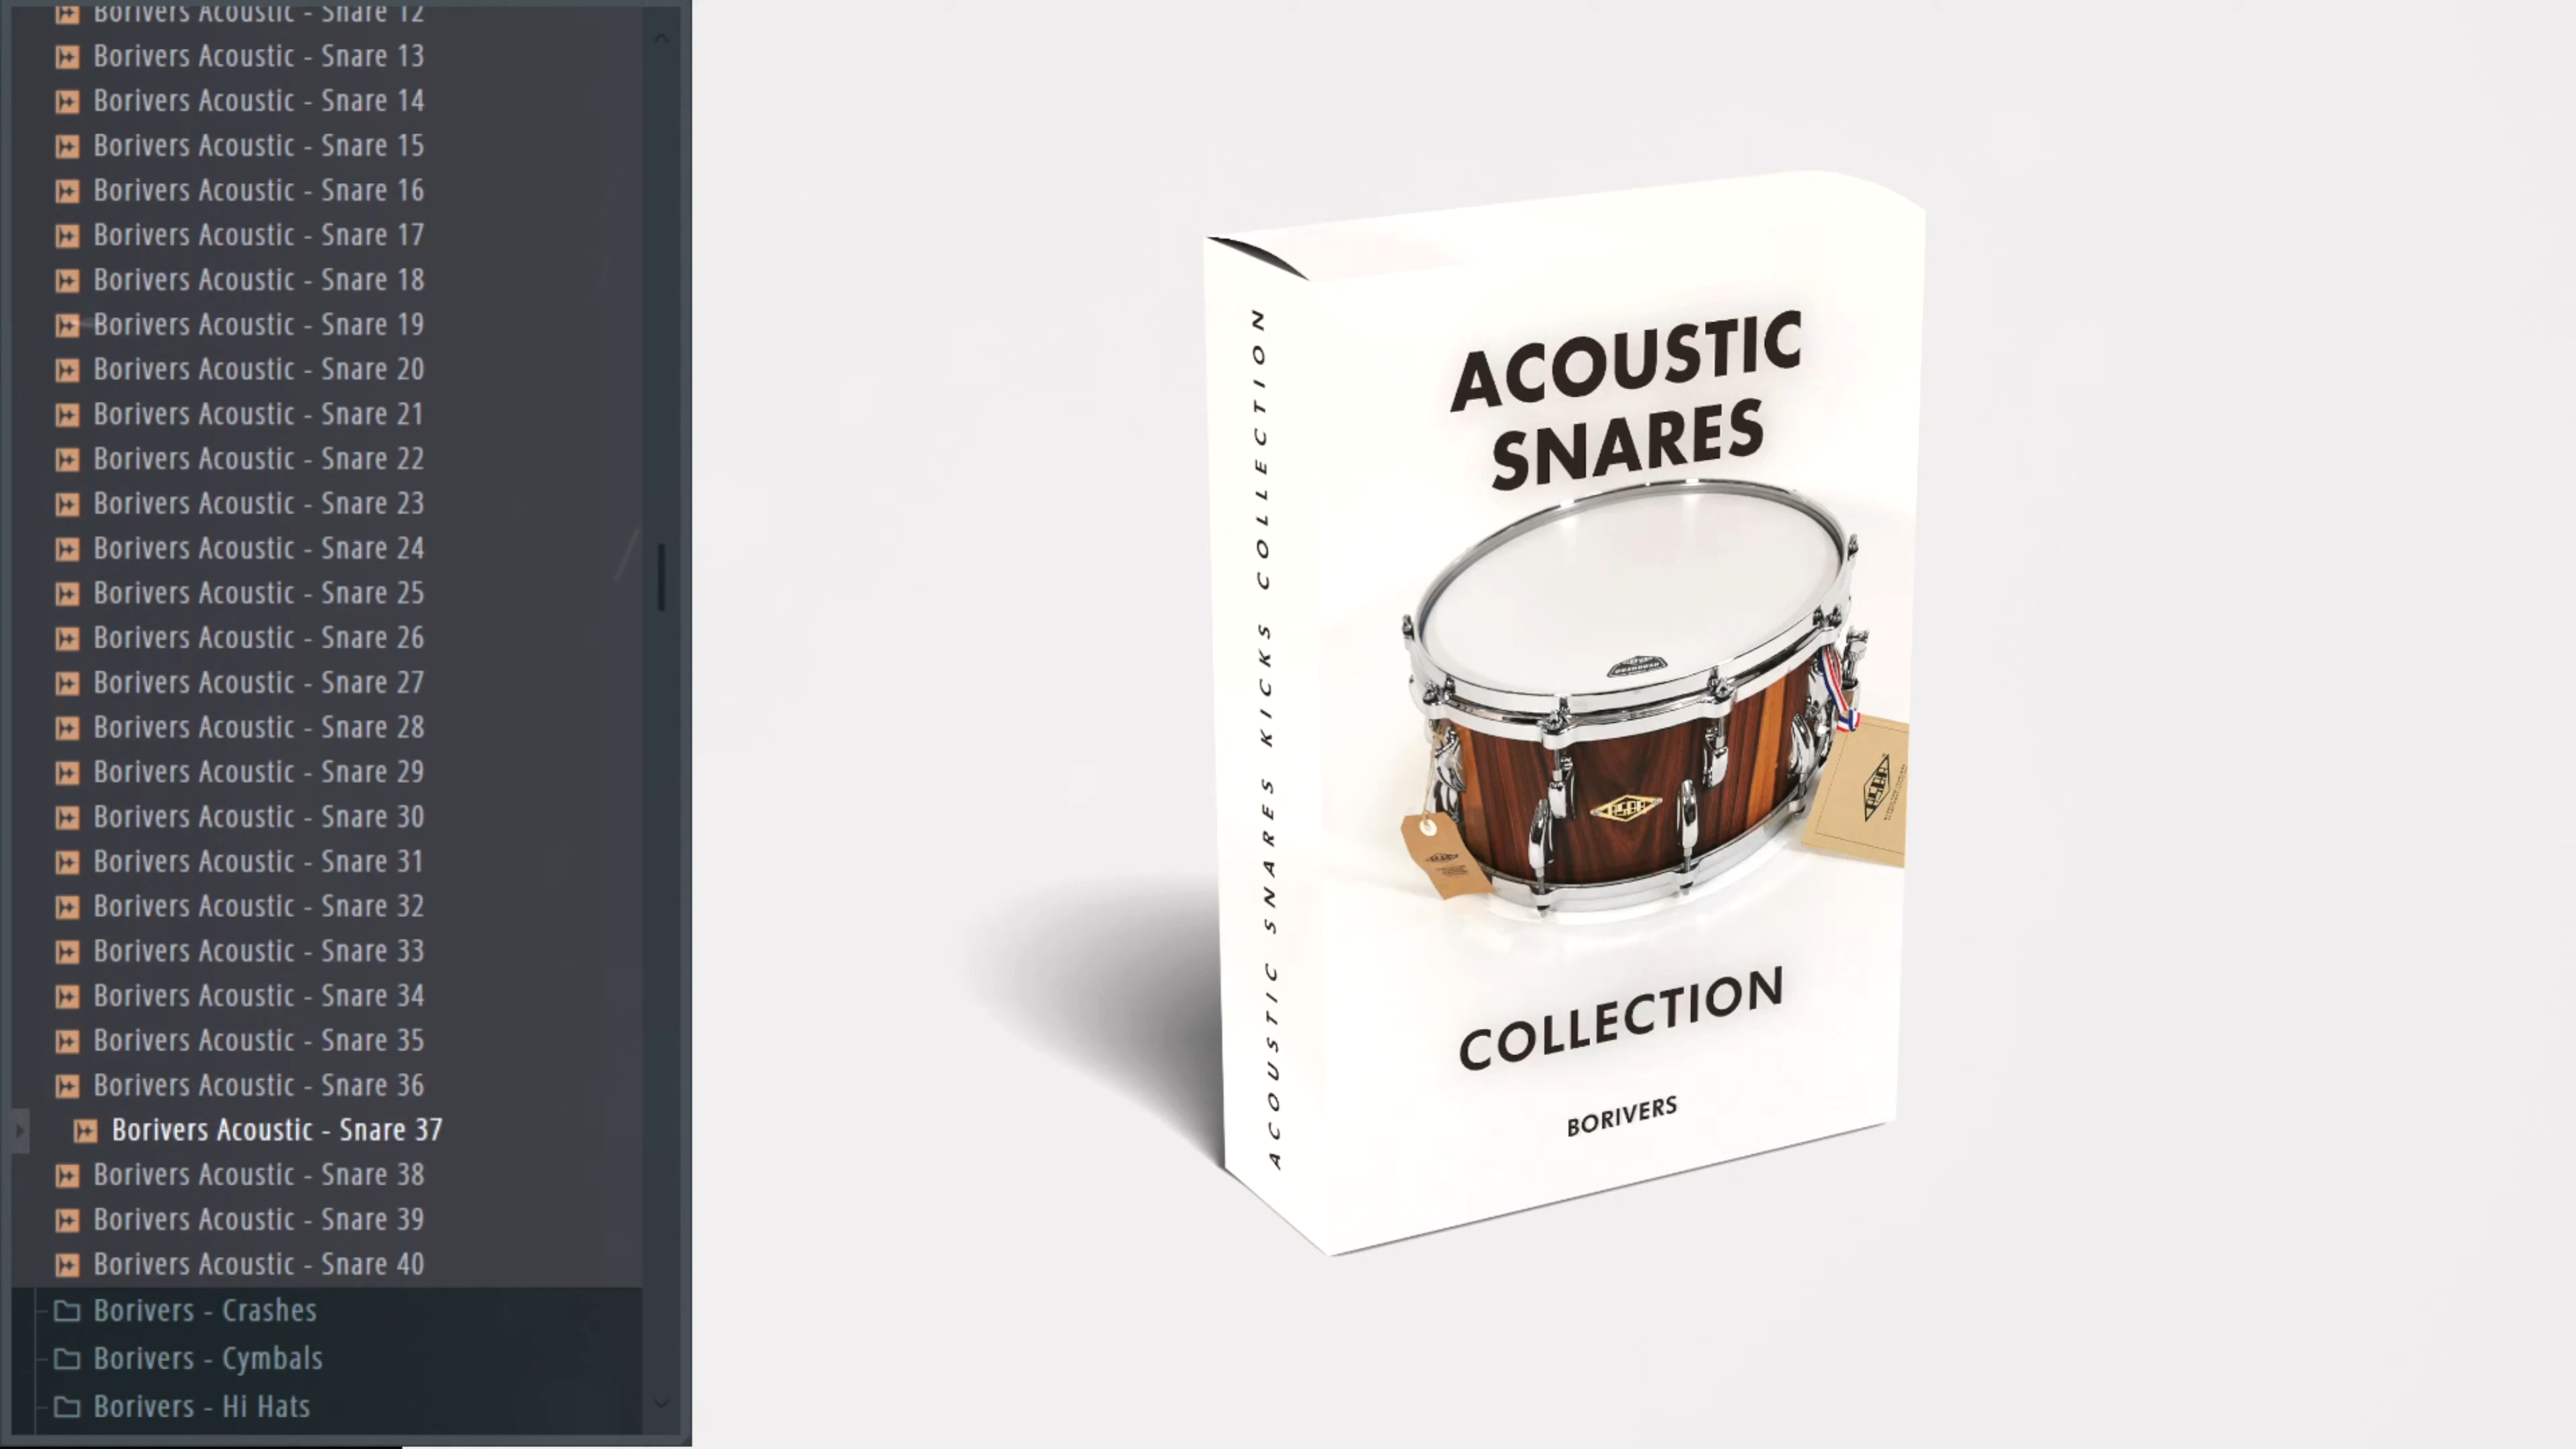 Borivers Acoustic - Snare 12
Borivers Acoustic - Snare 13
Borivers Acoustic - Snare 14
Borivers Acoustic - Snare 15
Borivers Acoustic - Snare 16
Borivers Acoustic - Snare 17
Borivers Acoustic - Snare 18
Borivers Acoustic - Snare 19
Borivers Acoustic - Snare 20
Borivers Acoustic - Snare 21
Borivers Acoustic - Snare 22
Borivers Acoustic - Snare 23
Borivers Acoustic - Snare 24
Borivers Acoustic - Snare 25
Borivers Acoustic - Snare 26
Borivers Acoustic - Snare 27
Borivers Acoustic - Snare 28
Borivers Acoustic - Snare 29
Borivers Acoustic - Snare 30
Borivers Acoustic - Snare 31
Borivers Acoustic - Snare 32
Borivers Acoustic - Snare 33
Borivers Acoustic - Snare 34
Borivers Acoustic - Snare 35
Borivers Acoustic - Snare 36
Borivers Acoustic - Snare 37
Borivers Acoustic - Snare 38
Borivers Acoustic - Snare 39
Borivers Acoustic - Snare 40
Borivers - Crashes
Borivers - Cymbals
Borivers - Hi Hats
ACOUSTIC SNARES KICKS COLLECTION
ACOUSTIC
SNARES
ASBA
ASBA
COLLECTION
BORIVERS